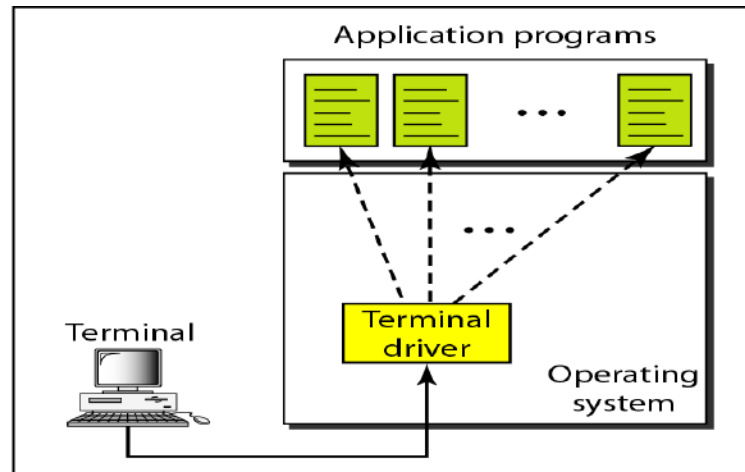 Application programs
Terminal
Terminal
driver
Operating
system